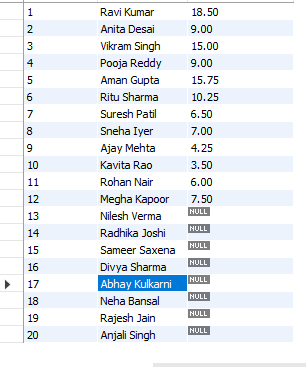 1 Ravi Kumar 18.50
2 Anita Desai 9.00
3 Vikram Singh 15.00
4 Pooja Reddy 9.00
5 Aman Gupta 15.75
6 Ritu Sharma 10.25
7 Suresh Patil 6.50
8 Sneha Iyer 7.00
9 Ajay Mehta 4.25
10 Kavita Rao 3.50
11 Rohan Nair 6.00
12 Megha Kapoor 7.50
13 Nilesh Verma NULL
14 Radhika Joshi NULL
15 Sameer Saxena NULL
16 Divya Sharma NULL
17 Abhay Kulkarni NULL
18 Neha Bansal NULL
19 Rajesh Jain NULL
20 Anjali Singh NULL